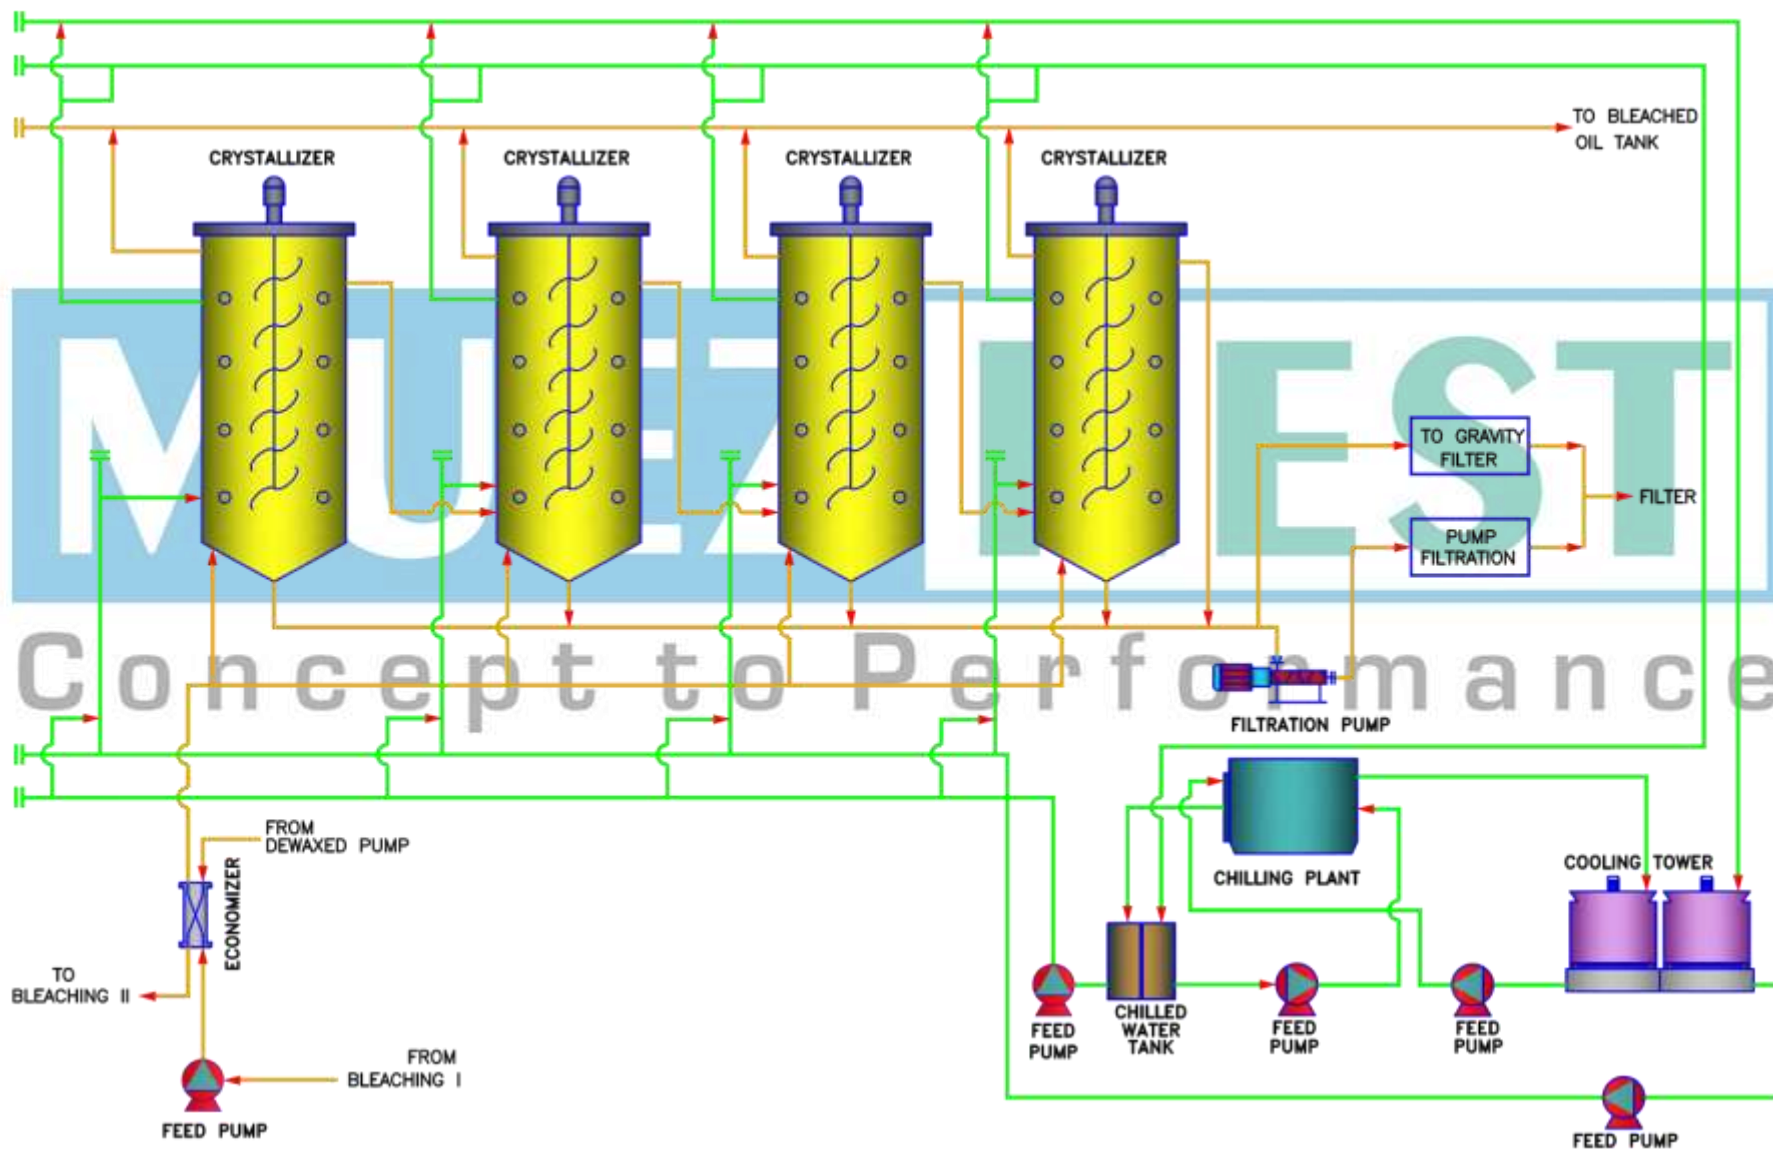 TO BLEACHED
OIL TANK
CRYSTALLIZER
CRYSTALLIZER
CRYSTALLIZER
CRYSTALLIZER
MUEZ HEST
TO GRAVITY
FILTER
FILTER
PUMP
FILTRATION
Concept to Performance
FILTRATION PUMP
FROM
DEWAXED PUMP
ECONOMIZER
CHILLING PLANT
COOLING TOWER
TO
BLEACHING II
CHILLED
WATER
TANK
FEED
PUMP
FEED
PUMP
FEED
PUMP
FROM
BLEACHING I
FEED PUMP
FEED PUMP